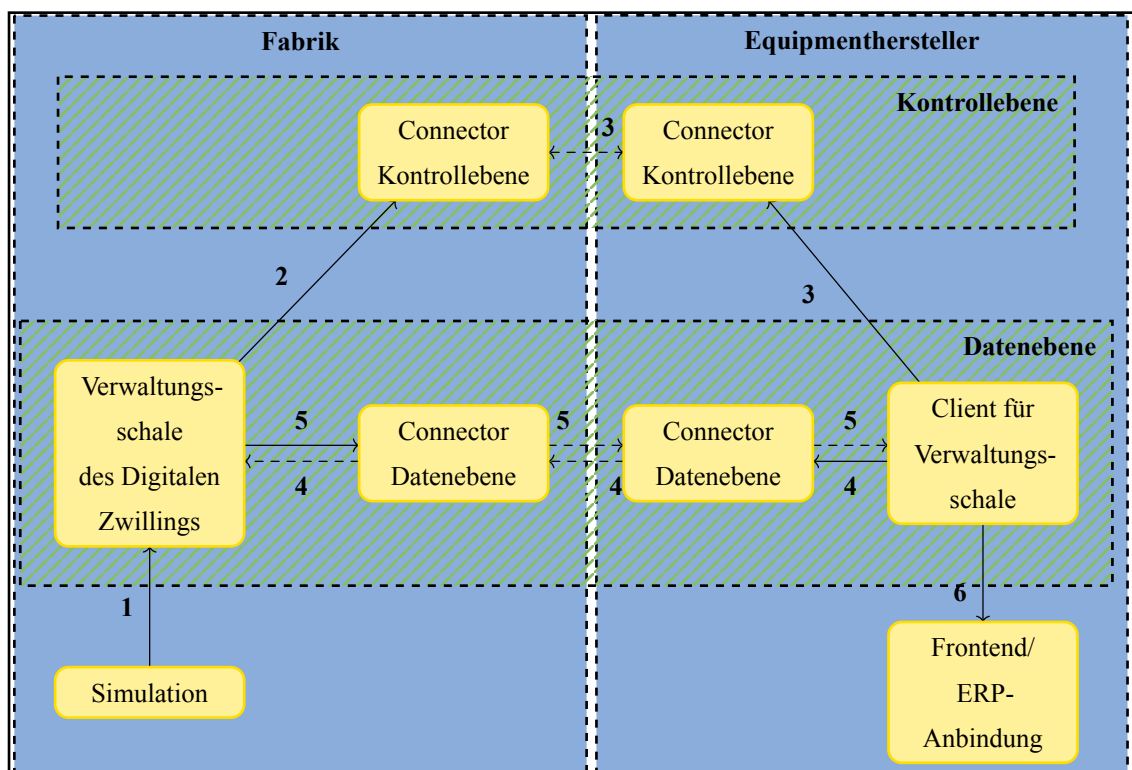 Fabrik
Equipmenthersteller
Kontrollebene
Connector
Kontrollebene
3
Connector
Kontrollebene
2
3
Datenebene
Verwaltungs-
schale
des Digitalen
Zwillings
5
4
Connector
Datenebene
5
4
Connector
Datenebene
5
4
Client für
Verwaltungs-
schale
1
6
Simulation
Frontend/
ERP-
Anbindung